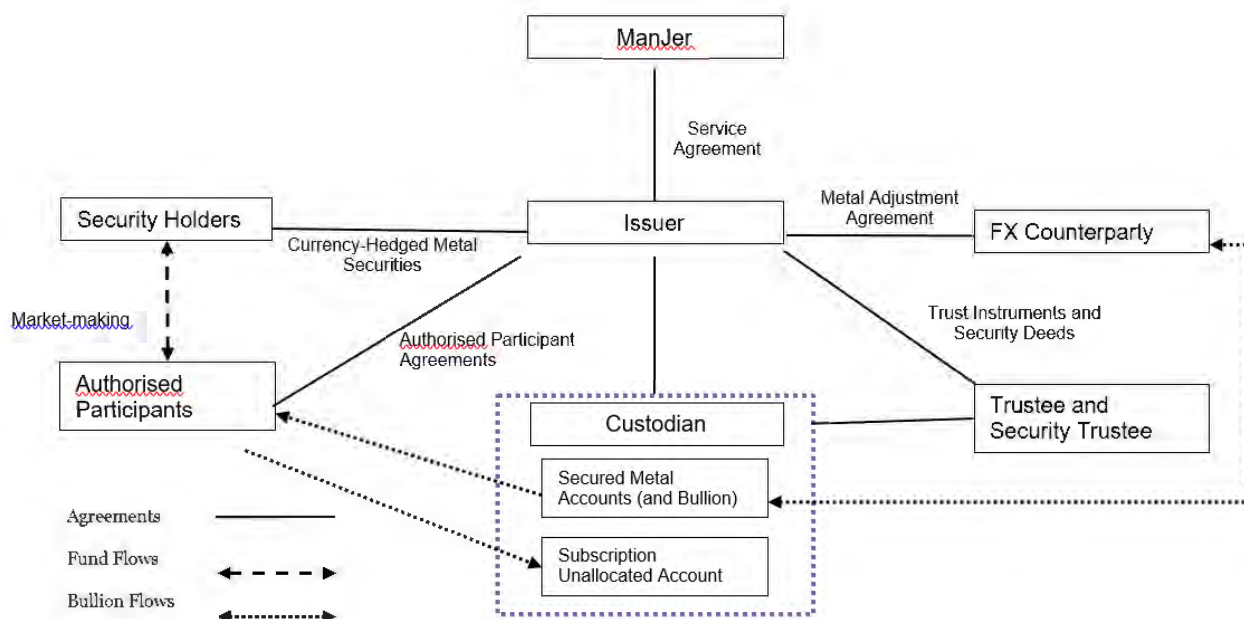 ManJer
Service
Agreement
Security Holders
Issuer
Metal Adjustment
Agreement
FX Counterparly
Currency-Hedged Metal
Securities
Market-making
Authorised Participant
Agreements
Trust Instruments and
Security Deeds
Authorised
Participants
Custodian
Trustee and
Security Trustee
Secured Metal
Accounts (and Bullion)
Subscription
Unallocated Account
Agreements
Fund Flows
Bullion Flows